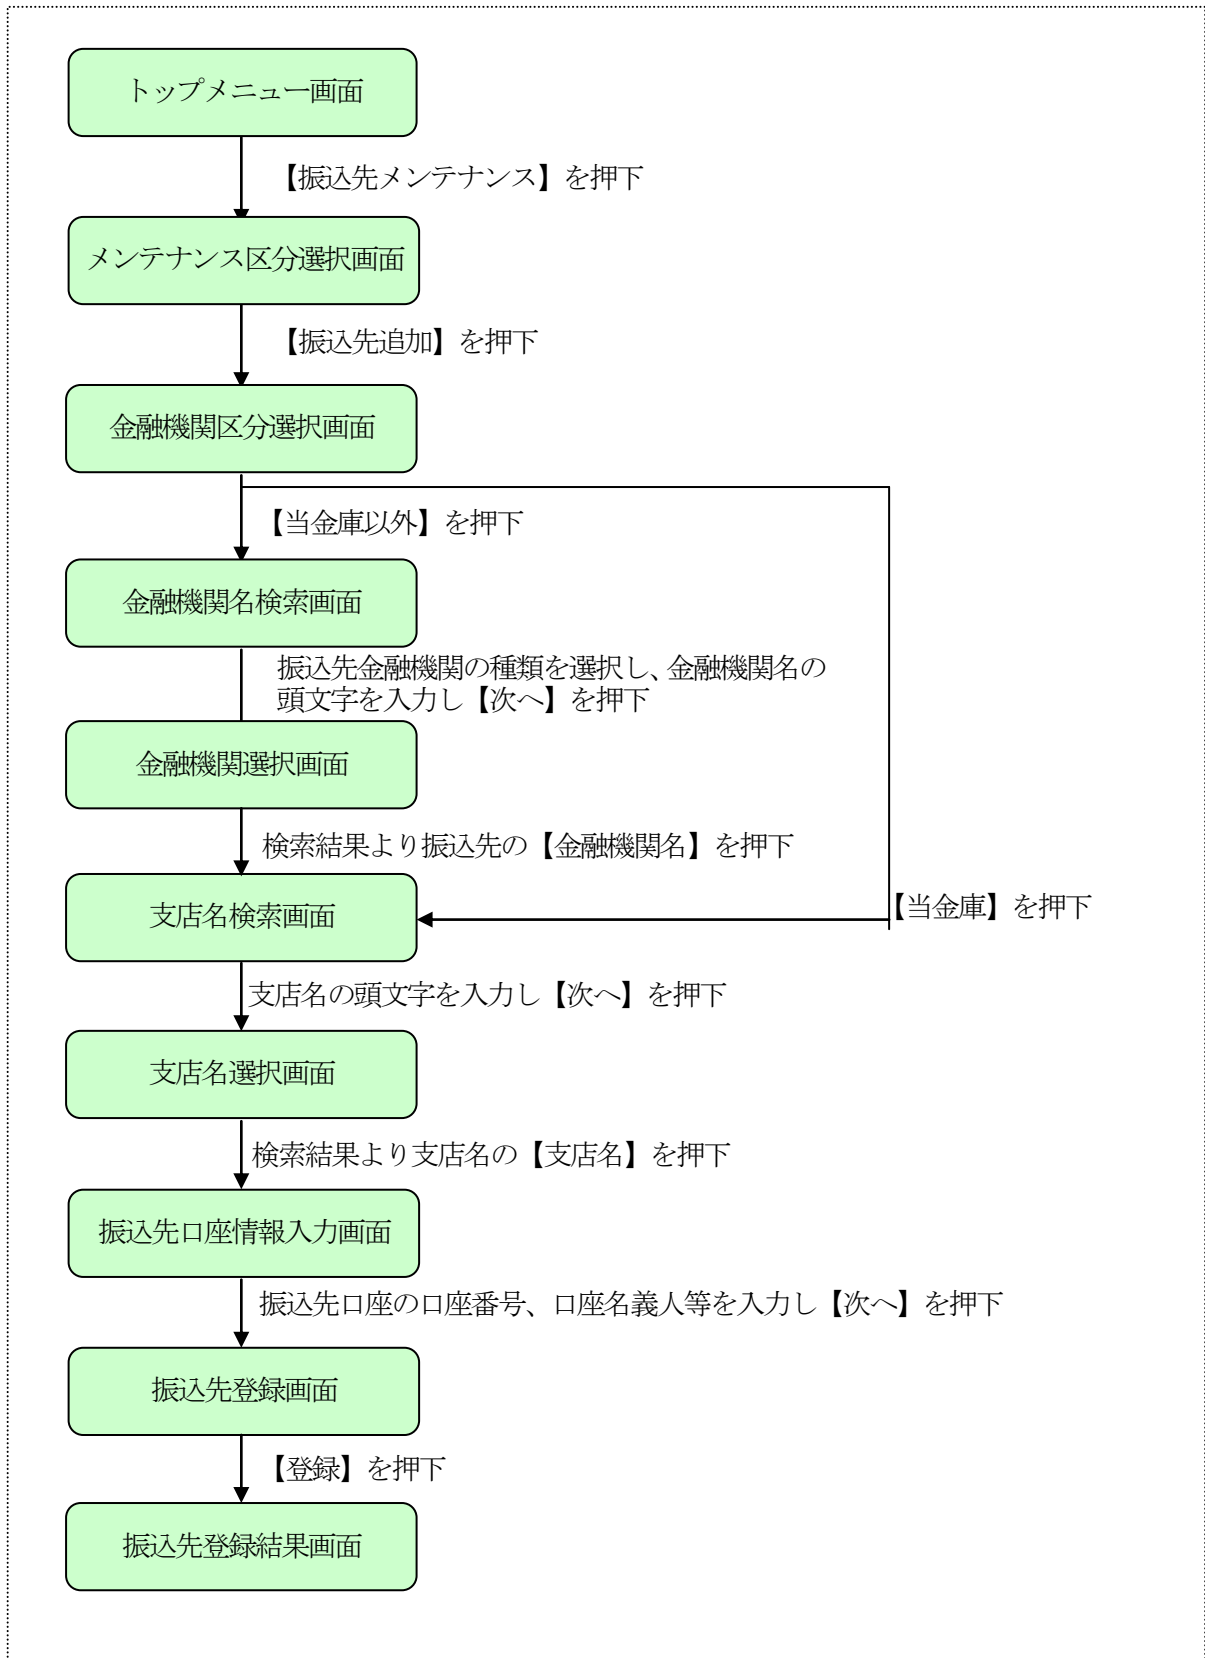 トップメニュー画面
【振込先メンテナンス】を押下
メンテナンス区分選択画面
【振込先追加】を押下
金融機関区分選択画面
【当金庫以外】を押下
金融機関名検索画面
振込先金融機関の種類を選択し、金融機関名の
頭文字を入力し【次へ】を押下
金融機関選択画面
検索結果より振込先の【金融機関名】を押下
支店名検索画面
【当金庫】を押下
支店名の頭文字を入力し【次へ】を押下
支店名選択画面
検索結果より支店名の【支店名】を押下
振込先口座情報入力画面
振込先口座の口座番号、口座名義人等を入力し【次へ】を押下
振込先登録画面
【登録】を押下
振込先登録結果画面